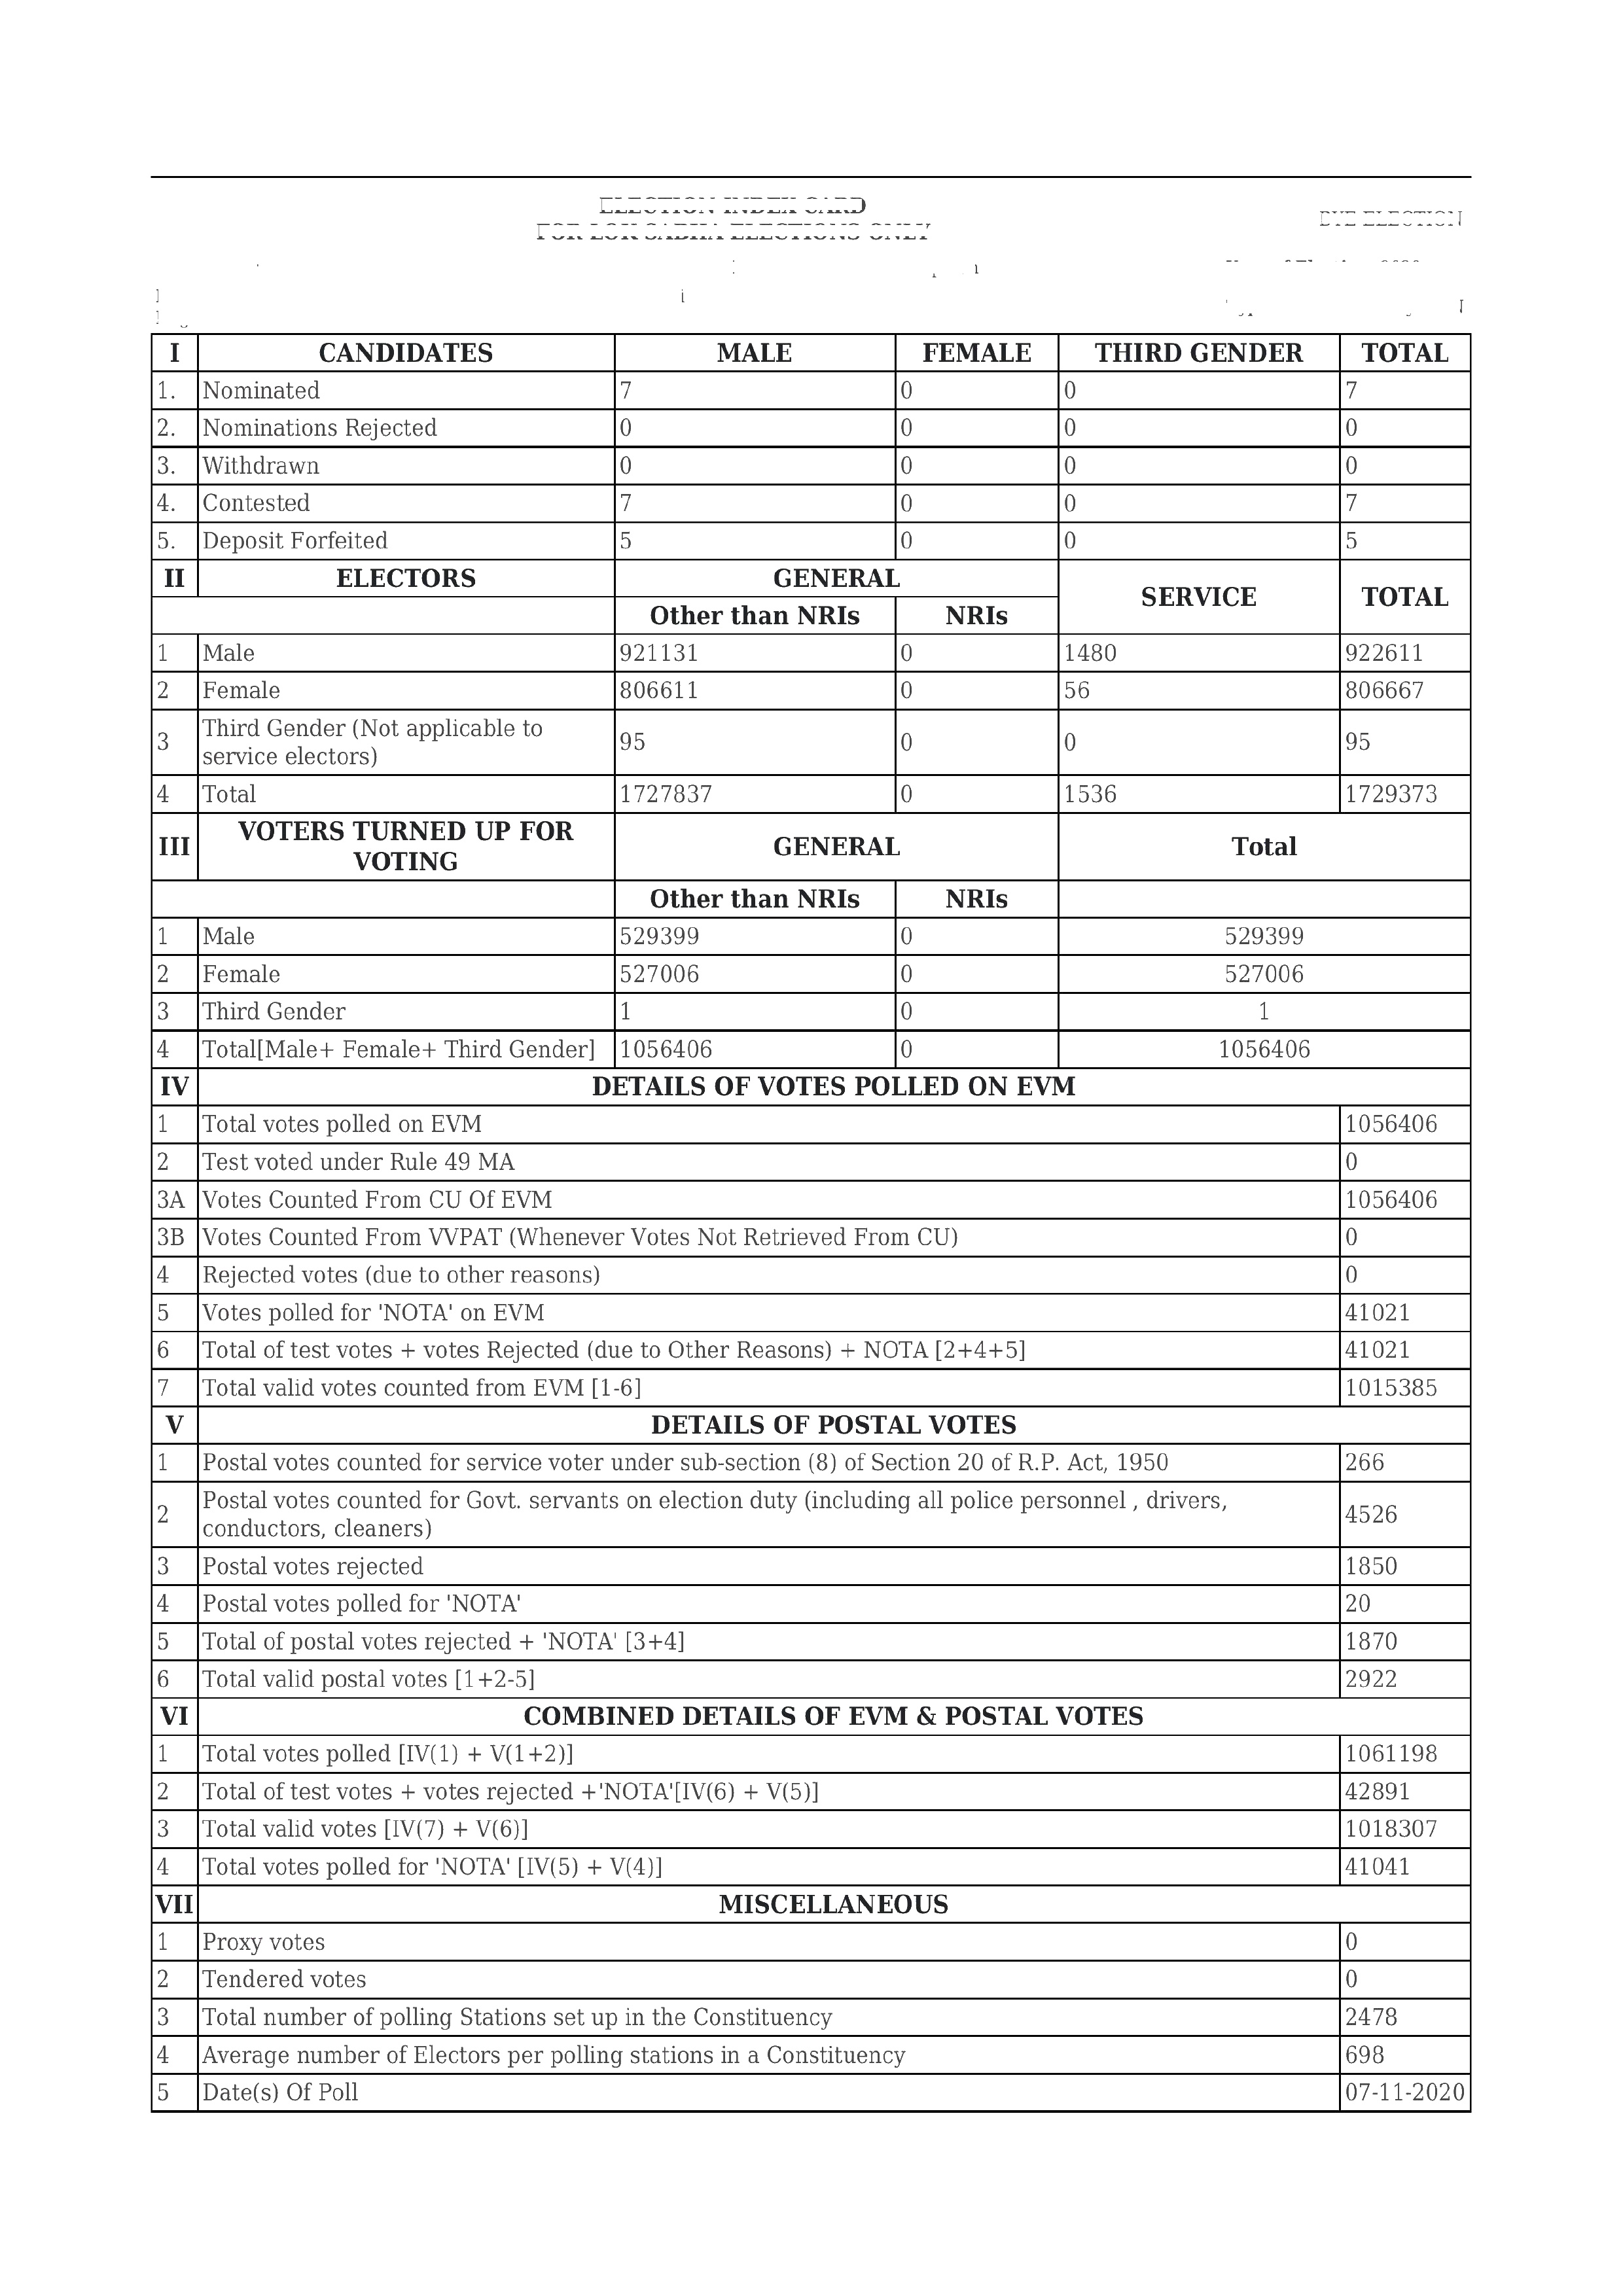 ELECTION INDEX CARD
FOR LOK SABHA ELECTIONS ONLY
BYE ELECTION
I CANDIDATES MALE FEMALE THIRD GENDER TOTAL
1. Nominated 7 0 0 7
2. Nominations Rejected 0 0 0 0
3. Withdrawn 0 0 0 0
4. Contested 7 0 0 7
5. Deposit Forfeited 5 0 0 5
II ELECTORS GENERAL SERVICE TOTAL
Other than NRIs NRIs
1 Male 921131 0 1480 922611
2 Female 806611 0 56 806667
3 Third Gender (Not applicable to
service electors) 95 0 0 95
4 Total 1727837 0 1536 1729373
III VOTERS TURNED UP FOR
VOTING GENERAL Total
Other than NRIs NRIs
1 Male 529399 0 529399
2 Female 527006 0 527006
3 Third Gender 1 0 1
4 Total[Male+ Female+ Third Gender] 1056406 0 1056406
IV DETAILS OF VOTES POLLED ON EVM
1 Total votes polled on EVM 1056406
2 Test voted under Rule 49 MA 0
3A Votes Counted From CU Of EVM 1056406
3B Votes Counted From VVPAT (Whenever Votes Not Retrieved From CU) 0
4 Rejected votes (due to other reasons) 0
5 Votes polled for 'NOTA' on EVM 41021
6 Total of test votes + votes Rejected (due to Other Reasons) + NOTA [2+4+5] 41021
7 Total valid votes counted from EVM [1-6] 1015385
V DETAILS OF POSTAL VOTES
1 Postal votes counted for service voter under sub-section (8) of Section 20 of R.P. Act, 1950 266
2 Postal votes counted for Govt. servants on election duty (including all police personnel , drivers,
conductors, cleaners) 4526
3 Postal votes rejected 1850
4 Postal votes polled for 'NOTA' 20
5 Total of postal votes rejected + 'NOTA' [3+4] 1870
6 Total valid postal votes [1+2-5] 2922
VI COMBINED DETAILS OF EVM & POSTAL VOTES
1 Total votes polled [IV(1) + V(1+2)] 1061198
2 Total of test votes + votes rejected +'NOTA'[IV(6) + V(5)] 42891
3 Total valid votes [IV(7) + V(6)] 1018307
4 Total votes polled for 'NOTA' [IV(5) + V(4)] 41041
VII MISCELLANEOUS
1 Proxy votes 0
2 Tendered votes 0
3 Total number of polling Stations set up in the Constituency 2478
4 Average number of Electors per polling stations in a Constituency 698
5 Date(s) Of Poll 07-11-2020